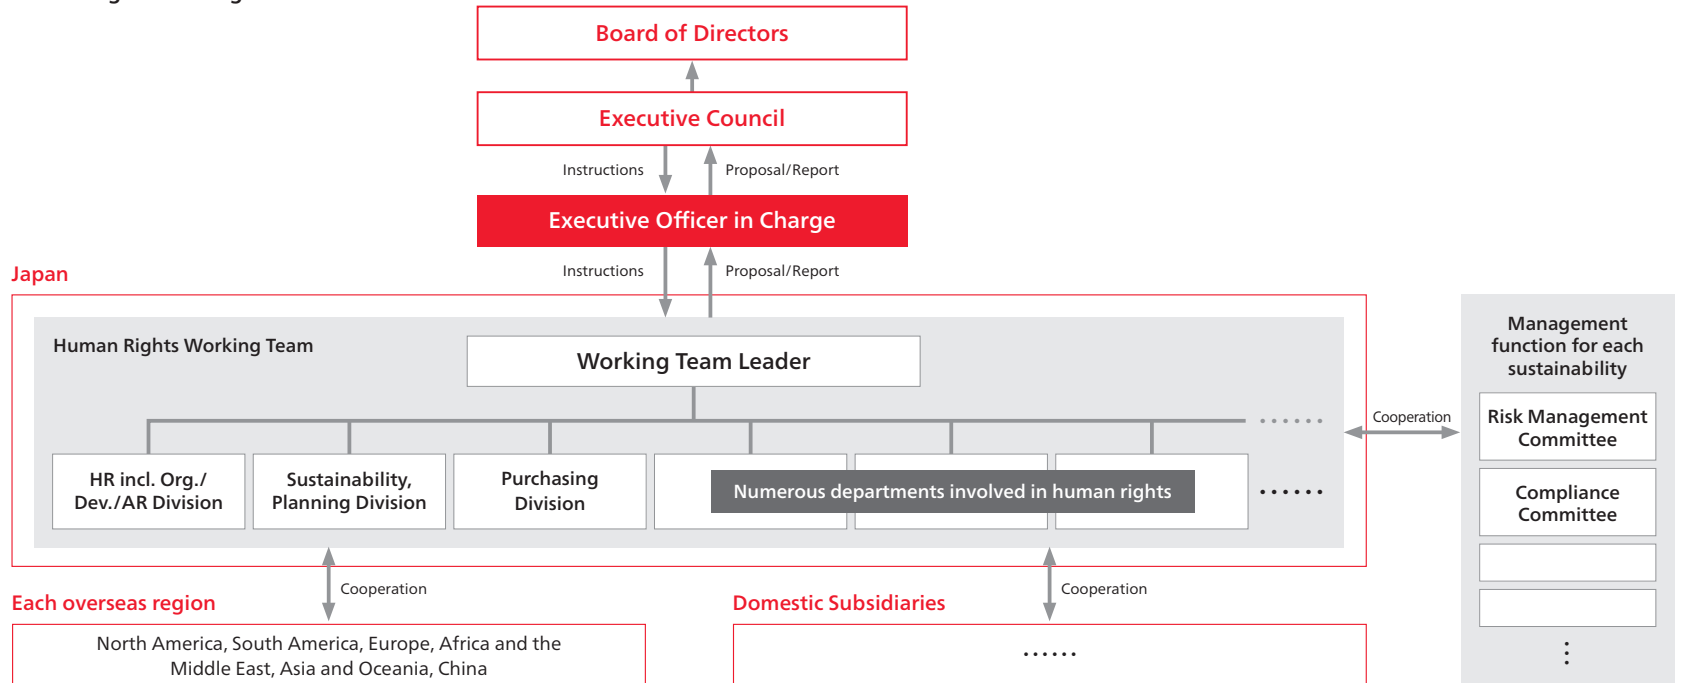 Board of Directors
Executive Council
Instructions
Proposal/Report
Executive Officer in Charge
Instructions
Proposal/Report
Japan
Human Rights Working Team
Working Team Leader
......
HR incl. Org./
Dev./AR Division
Sustainability,
Planning Division
Purchasing
Division
Numerous departments involved in human rights
......
Cooperation
Management
function for each
sustainability
Risk Management
Committee
Compliance
Committee
Cooperation
Cooperation
Each overseas region
North America, South America, Europe, Africa and the
Middle East, Asia and Oceania, China
Domestic Subsidiaries
......